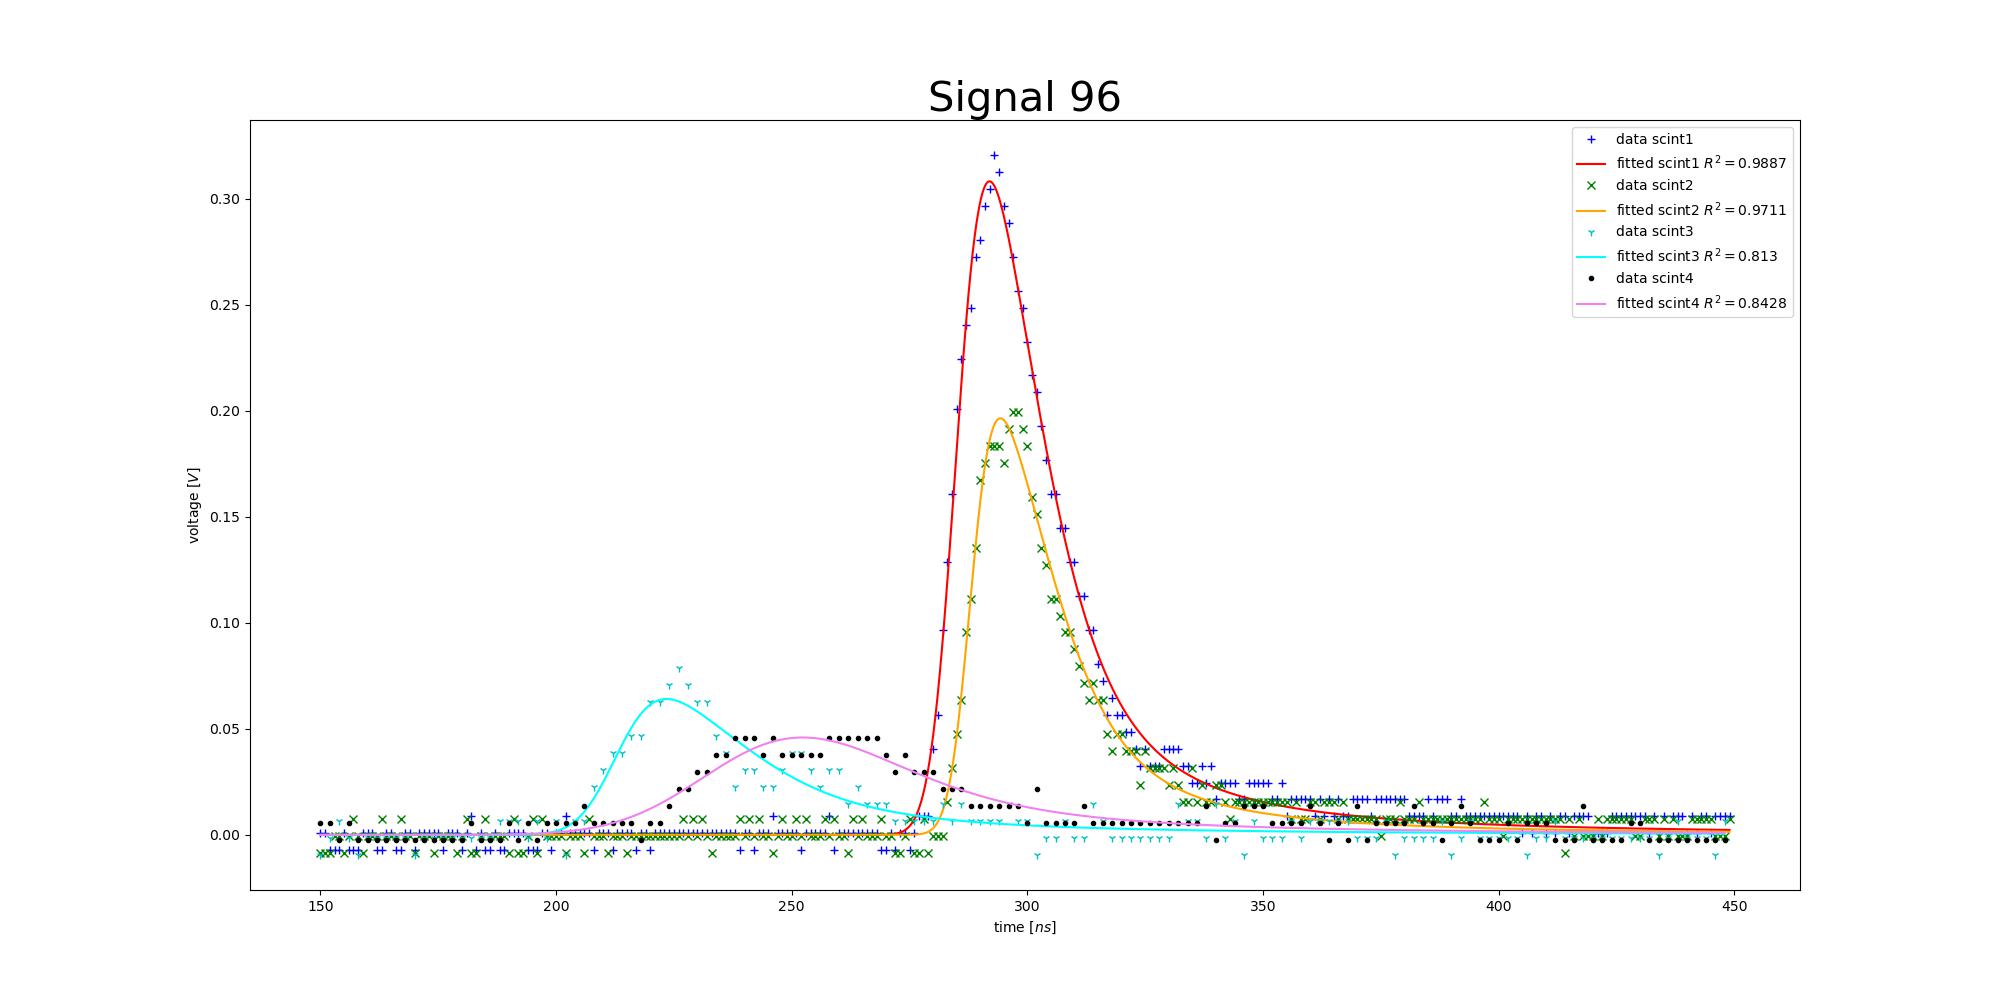 Signal 96
data scint1
fitted scint1 R² = 0.9887
data scint2
fitted scint2 R² = 0.9711
data scint3
fitted scint3 R² = 0.813
data scint4
fitted scint4 R² = 0.8428
0.30
0.25
0.20
0.15
0.10
0.05
0.00
voltage [V]
150 200 250 300 350 400 450
time [ns]